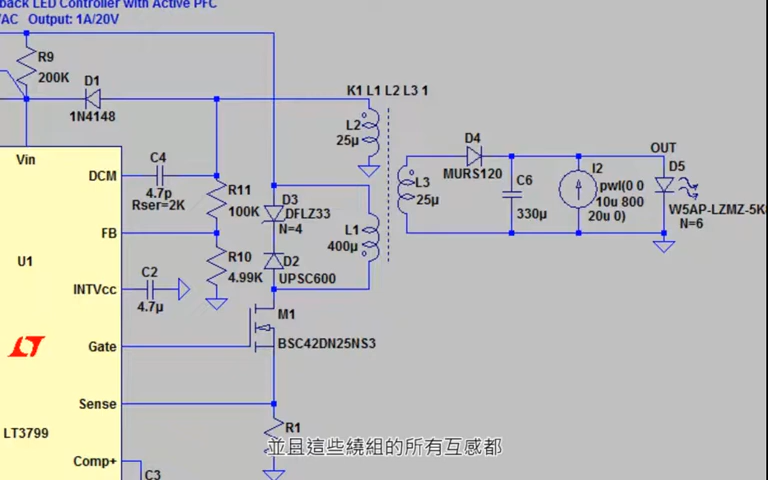 back LED Controller with Active PFC
VAC Output: 1A/20V
R9
200K
D1
1N4148
K1 L1 L2 L3 1
L2
25µ
Vin
C4
4.7p
Rser=2K
DCM
R11
100K
D3
DFLZ33
N=4
L1
400µ
L3
25µ
D4
MURS120
C6
330µ
I2
pwl(0 0
10u 800
20u 0)
OUT
D5
W5AP-LZMZ-5K
N=6
FB
R10
4.99K
D2
UPSC600
U1
INTVcc
C2
4.7µ
M1
BSC42DN25NS3
Gate
LT
Sense
LT3799
R1
並且這些繞組的所有互感都
Comp+
C3